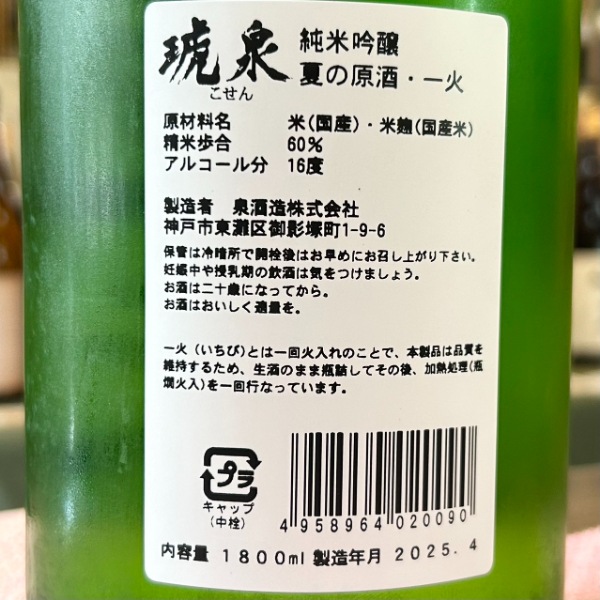 琥泉
こせん
純米吟醸
夏の原酒・一火
原材料名 米(国産)・米麹(国産米)
精米歩合 60%
アルコール分 16度
製造者 泉酒造株式会社
神戸市東灘区御影塚町1-9-6
保管は冷暗所で開栓後はお早めにお召し上がり下さい。
妊娠中や授乳期の飲酒は気をつけましょう。
お酒は二十歳になってから。
お酒はおいしく適量を。
一火(いちび)とは一回火入れのことで、本製品は品質を
維持するため、生酒のまま瓶詰してその後、加熱処理(瓶
燗火入)を一回行なっています。
プラ
キャップ
(中栓)
4958964020090
内容量 1800ml 製造年月 2025.4